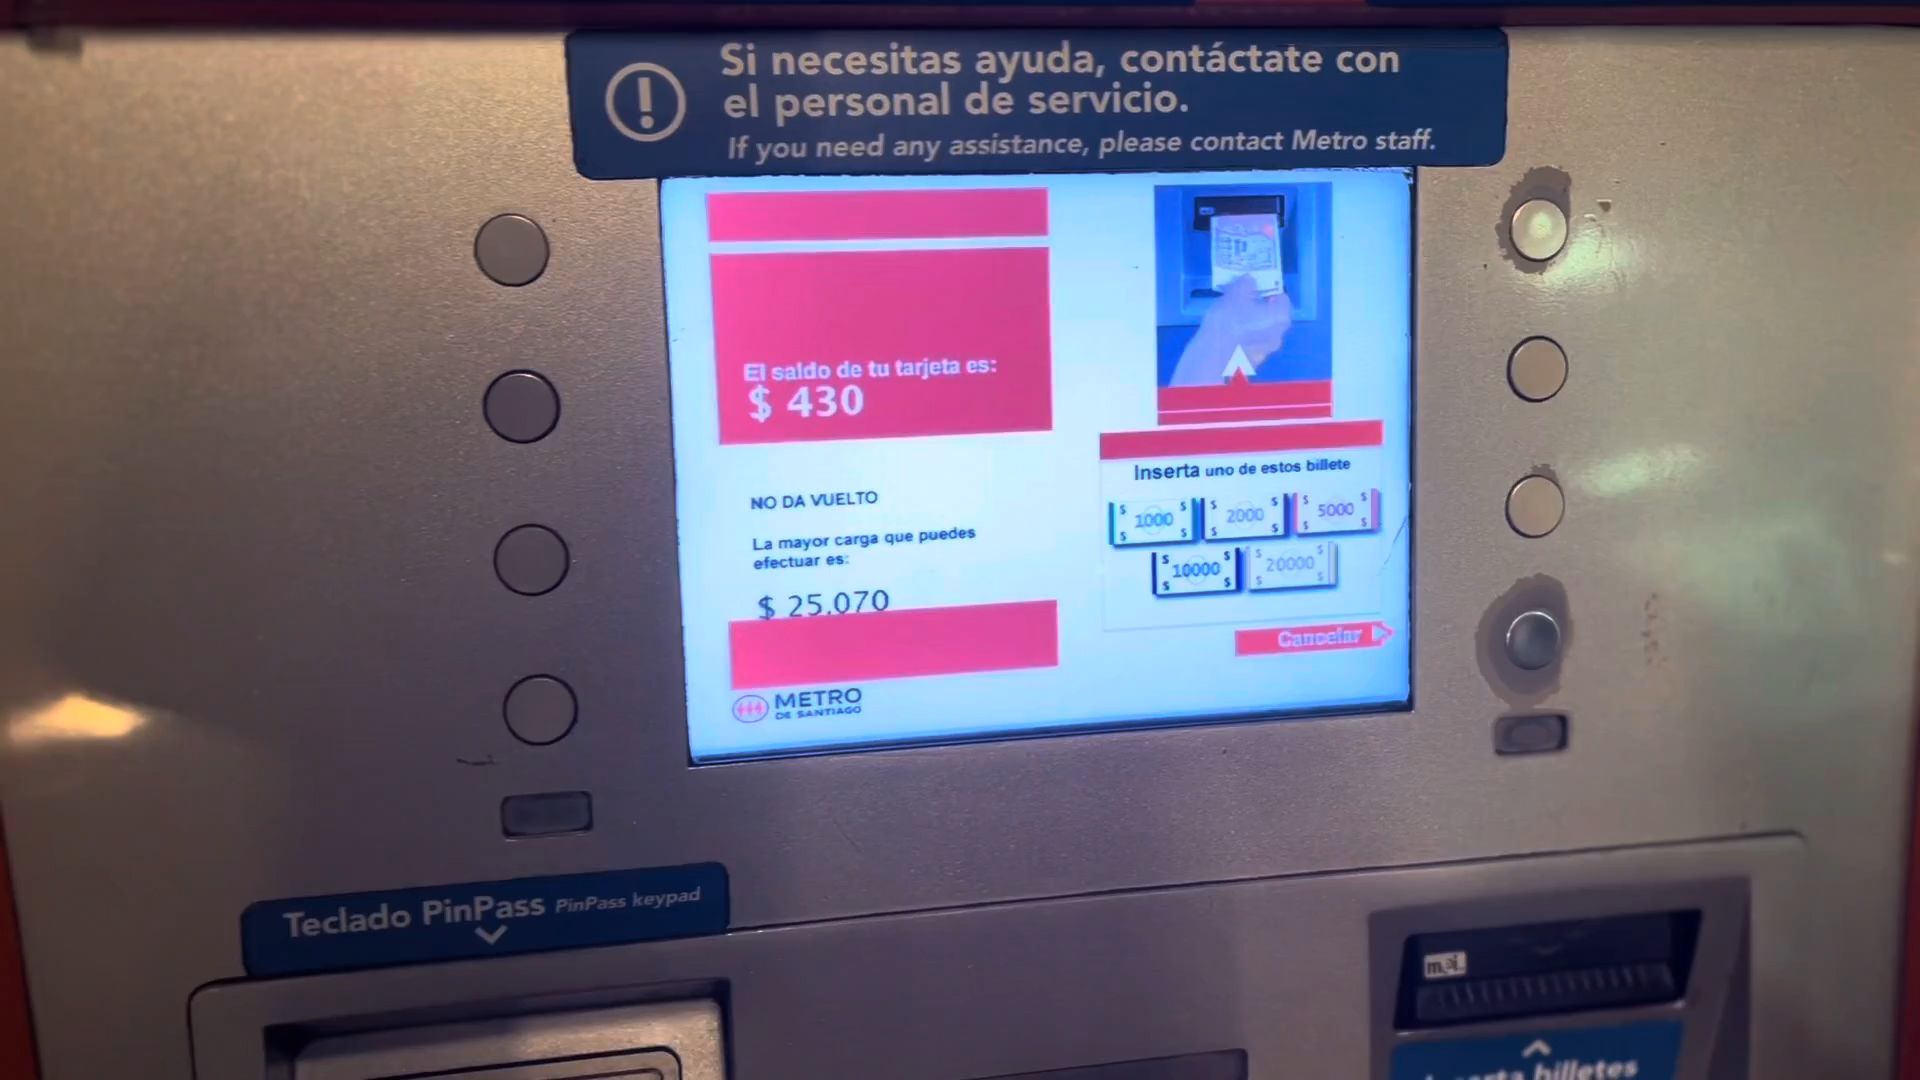 Si necesitas ayuda, contáctate con
el personal de servicio.
If you need any assistance, please contact Metro staff.
El saldo de tu tarjeta es:
$ 430
NO DA VUELTO
La mayor carga que puedes
efectuar es:
$ 25.070
METRO
DE SANTIAGO
Inserta uno de estos billete
$ 1000 $
$ $
$ 2000 $
$ $
$ 5000 $
$ $
$ 10000 $
$ $
$ 20000 $
$ $
Cancelar
Teclado PinPass PinPass keypad
mei
Inserta billetes